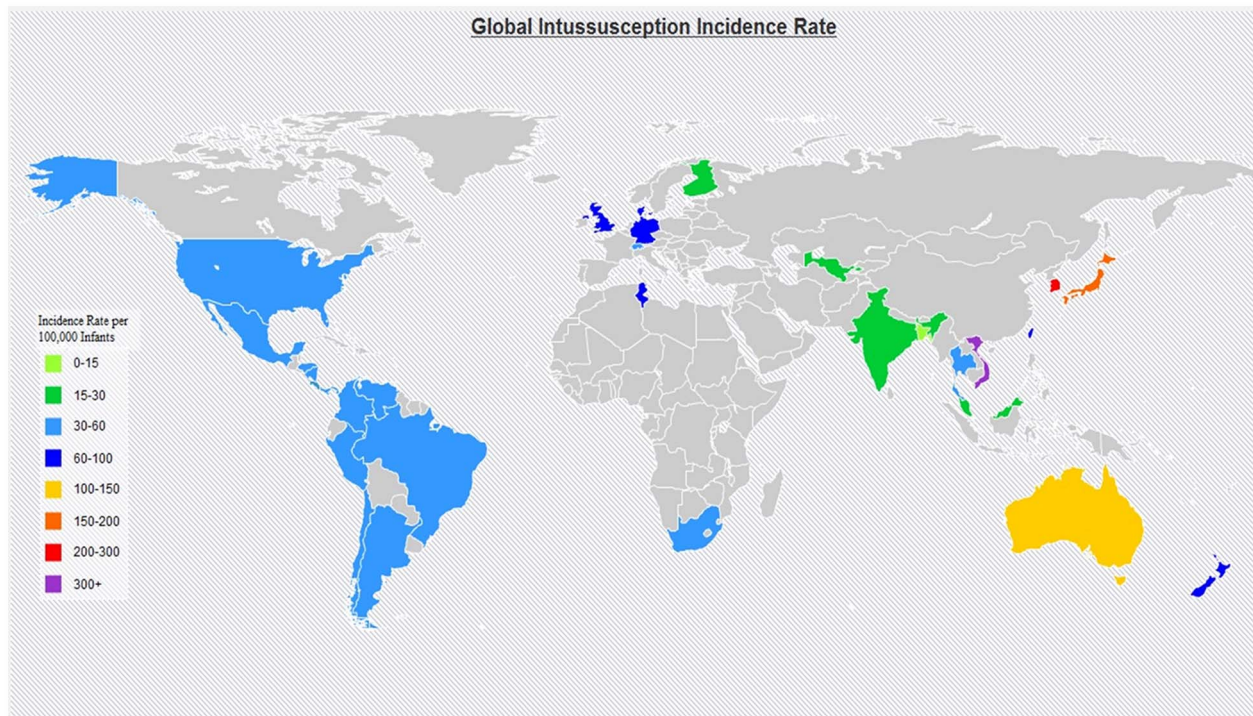 Global Intussusception Incidence Rate
Incidence Rate per
100,000 Infants
0-15
15-30
30-60
60-100
100-150
150-200
200-300
300+